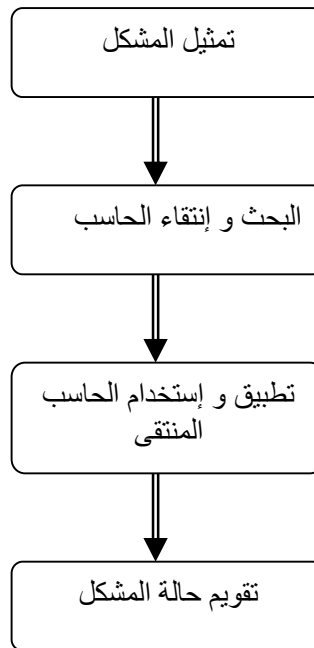 تمثيل المشكل
البحث و إنتقاء الحاسب
تطبيق و إستخدام الحاسب
المنتقى
تقويم حالة المشكل